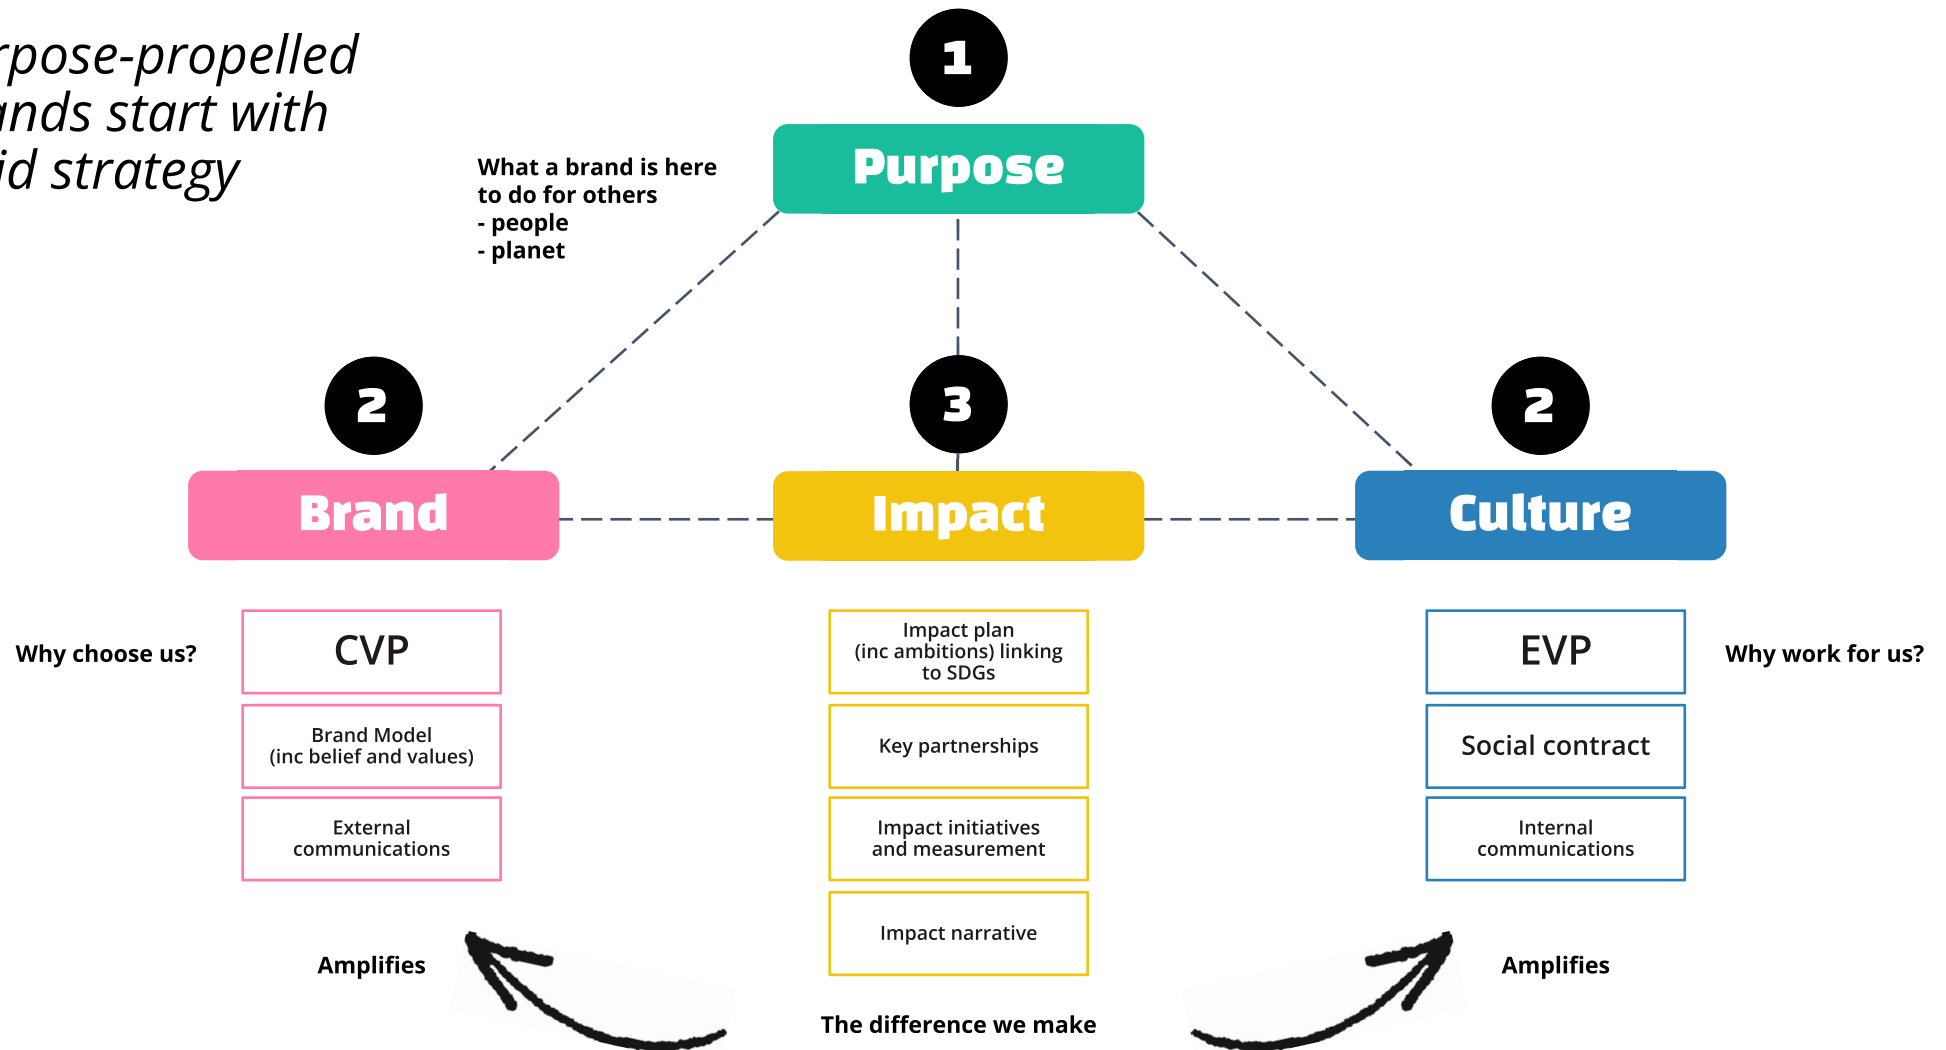 rpose-propelled
ands start with
id strategy
1
Purpose
What a brand is here
to do for others
- people
- planet
2
3
2
Brand
Impact
Culture
Why choose us?
CVP
Brand Model
(inc belief and values)
External
communications
Impact plan
(inc ambitions) linking
to SDGs
Key partnerships
Impact initiatives
and measurement
Impact narrative
EVP
Why work for us?
Social contract
Internal
communications
Amplifies
The difference we make
Amplifies